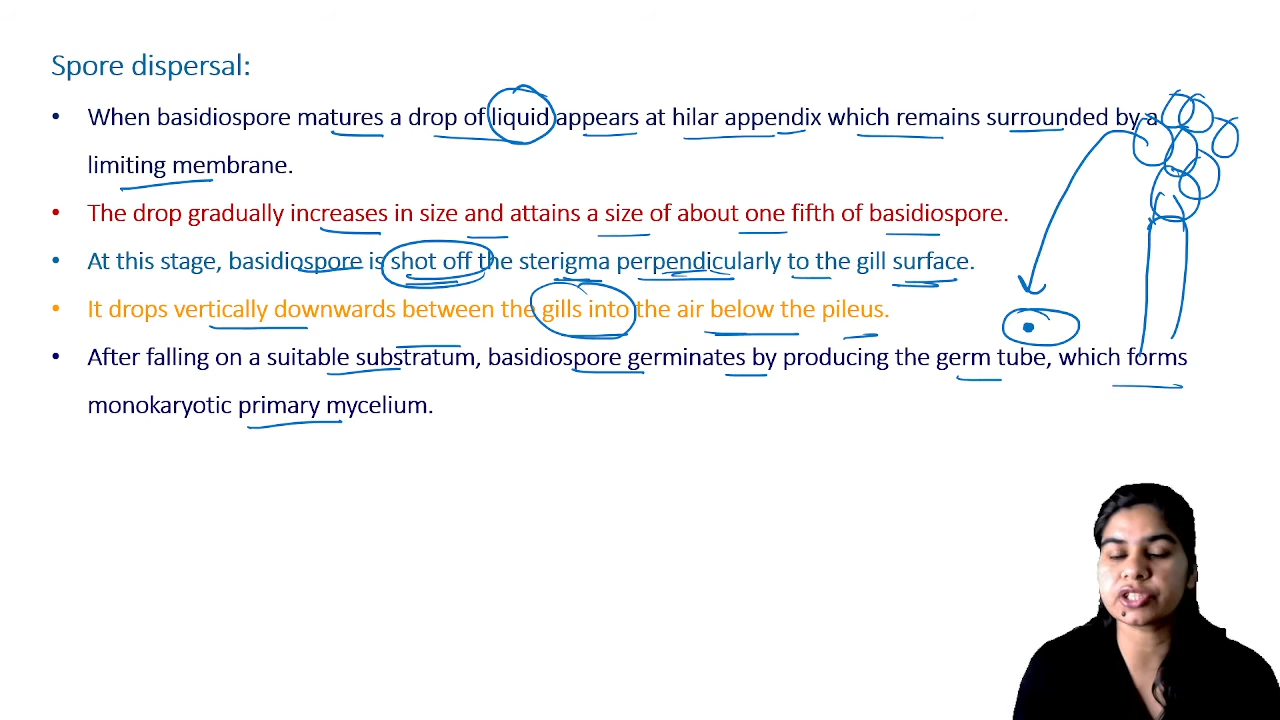 Spore dispersal:
• When basidiospore matures a drop of liquid appears at hilar appendix which remains surrounded by a
limiting membrane.
• The drop gradually increases in size and attains a size of about one fifth of basidiospore.
• At this stage, basidiospore is shot off the sterigma perpendicularly to the gill surface.
• It drops vertically downwards between the gills into the air below the pileus.
• After falling on a suitable substratum, basidiospore germinates by producing the germ tube, which forms
monokaryotic primary mycelium.